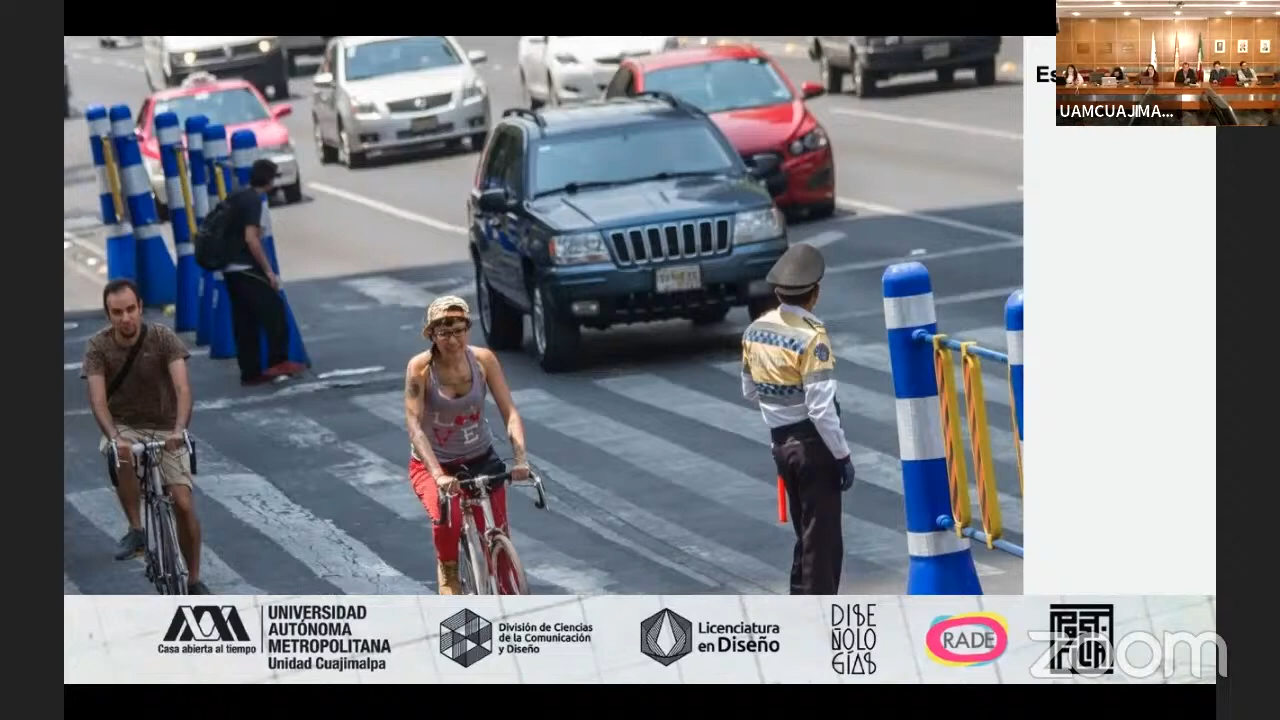 Es
UAMCUAJIMA...
LOVE
UNIVERSIDAD
AUTÓNOMA
METROPOLITANA
Casa abierta al tiempo
Unidad Cuajimalpa
División de Ciencias
de la Comunicación
y Diseño
Licenciatura
en Diseño
DISE
ÑOLO
GÍAS
RADE
zoom